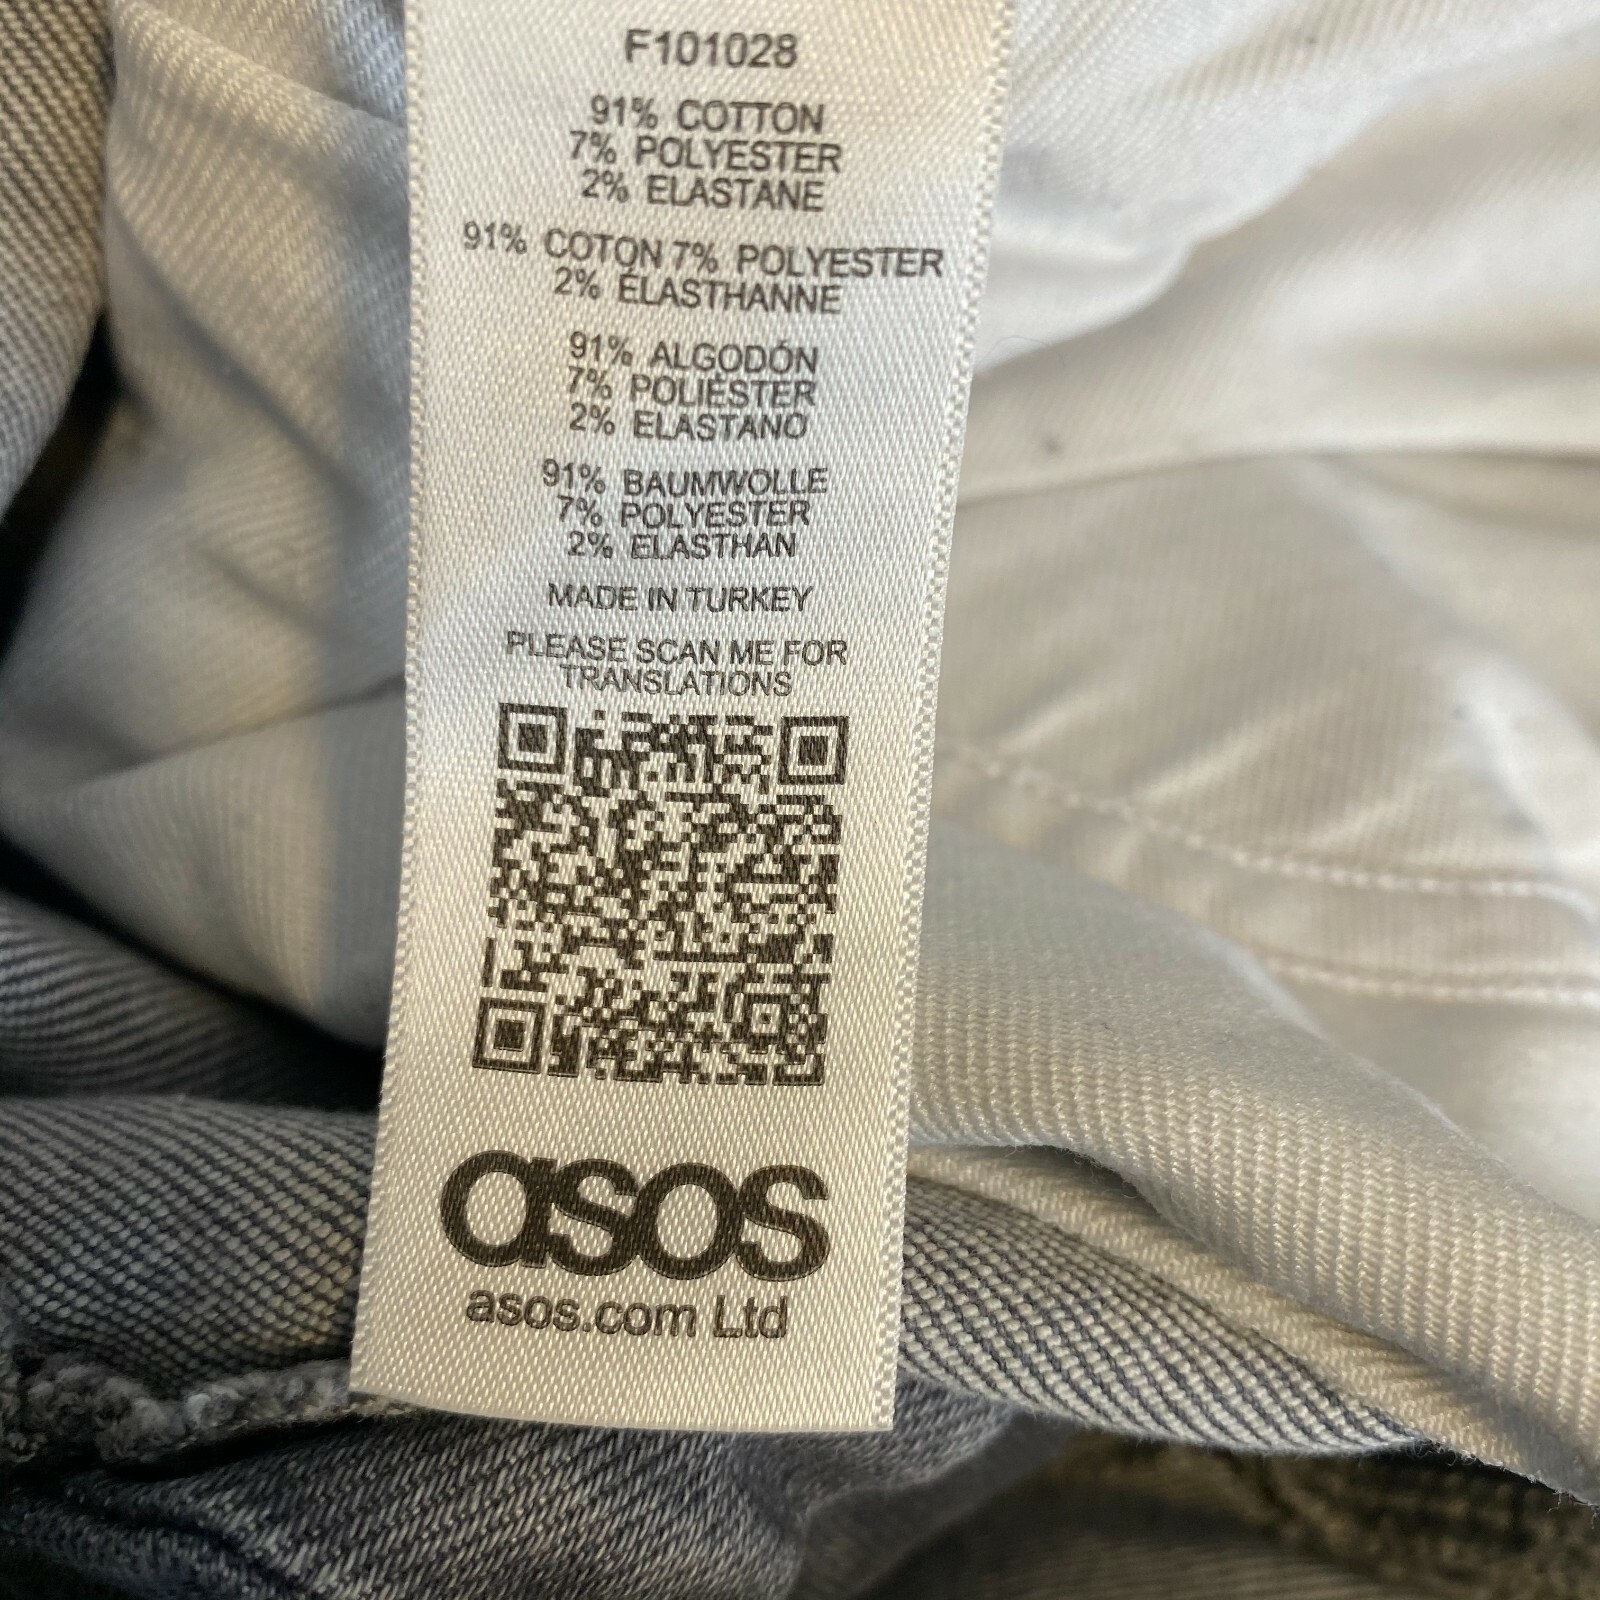 F101028
91% COTTON
7% POLYESTER
2% ELASTANE
91% COTON 7% POLYESTER
2% ÉLASTHANNE
91% ALGODÓN
7% POLIÉSTER
2% ELASTANO
91% BAUMWOLLE
7% POLYESTER
2% ELASTHAN
MADE IN TURKEY
PLEASE SCAN ME FOR
TRANSLATIONS
asos
asos.com Ltd